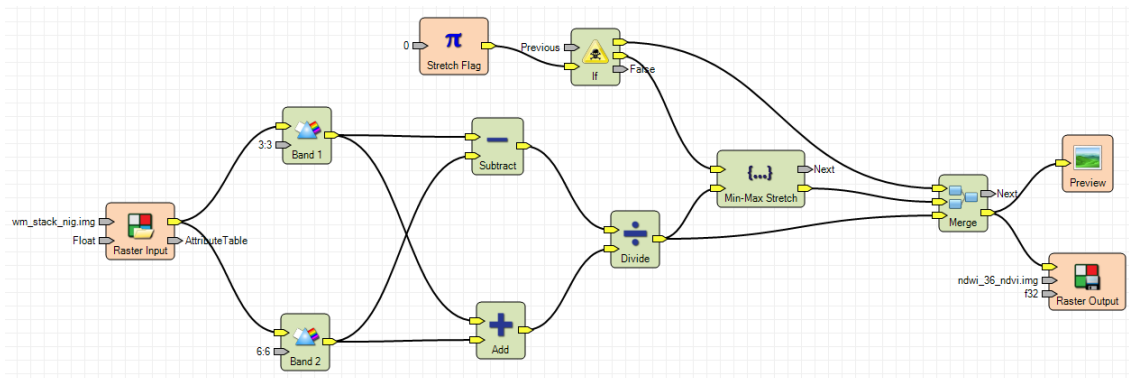 0
π
Stretch Flag
Previous
If
False
3:3
Band 1
Subtract
{...}
Next
Min-Max Stretch
Preview
Next
Merge
wm_stack_nig.img
Float
Raster Input
AttributeTable
Divide
ndwi_36_ndvi.img
f32
Raster Output
6:6
Band 2
Add